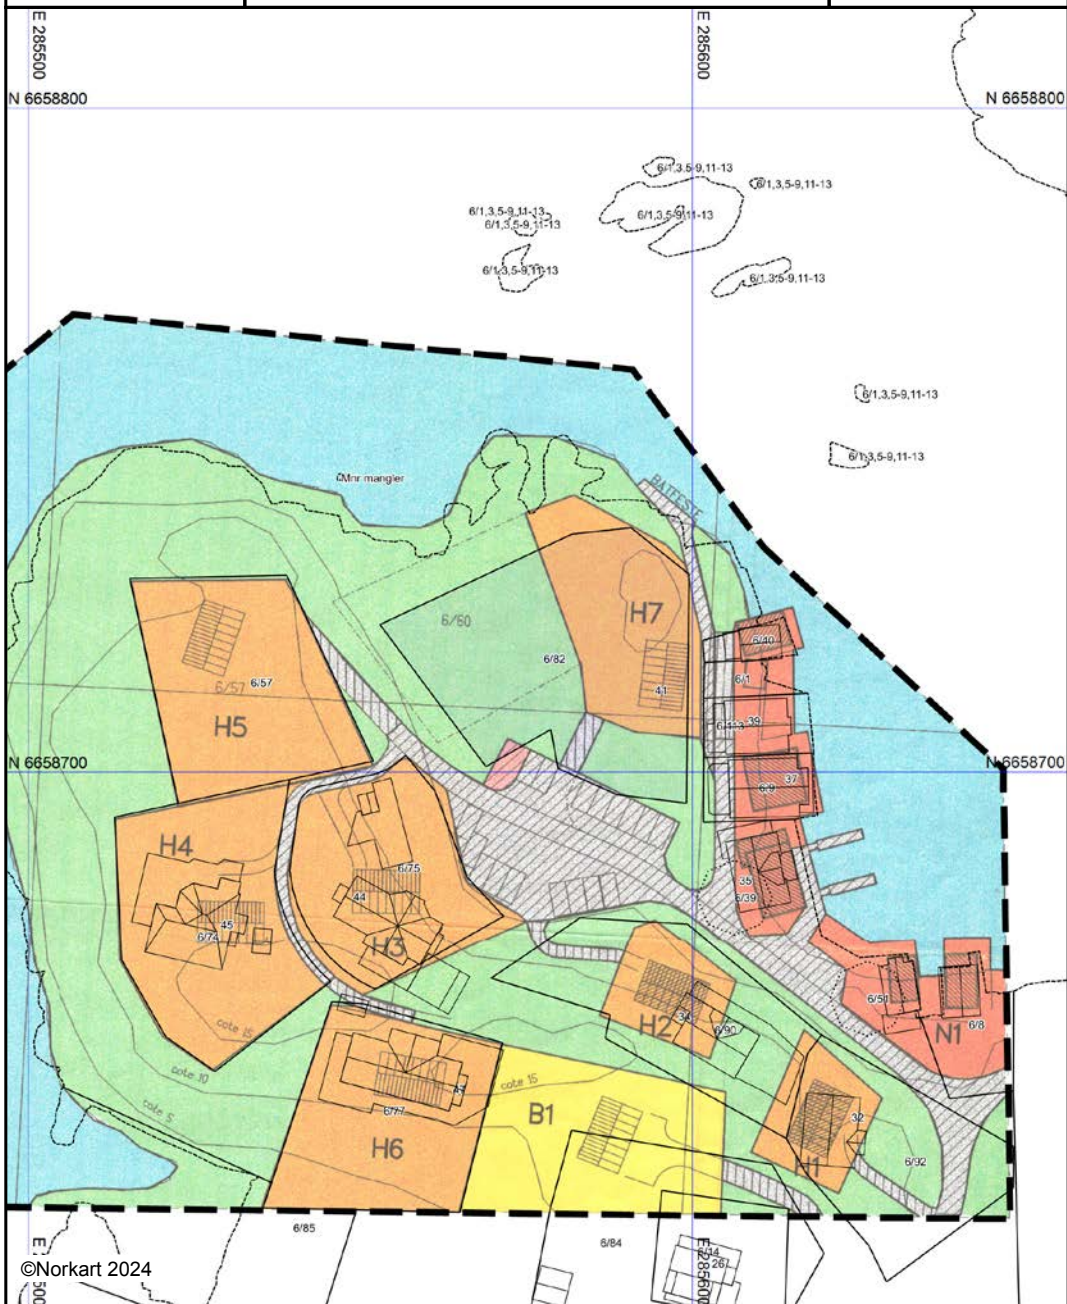 E 285500
E 285600
N 6658800
N 6658800
6/1,3,5-9,11-13
6/1,3,5-9,11-13
6/1,3,5-9,11-13
6/1,3,5-9,11-13
6/1,3,5-9,11-13
6/1,3,5-9,11-13
6/1,3,5-9,11-13
6/1,3,5-9,11-13
6/1,3,5-9,11-13
Mnr mangler
BÅTFESTE
H7
6/60
6/40
6/82
6/57
6/57
6/1
41
H5
39
N 6658700
N 6658700
37
6/9
H4
6/75
35
44
6/39
45
6/74
H3
6/51
34
6/90
6/8
H2
N1
cote 15
cote 10
cote 15
cote 5
6/77
B1
32
H6
H1
6/92
6/85
6/84
6/14
26
E 285600
©Norkart 2024